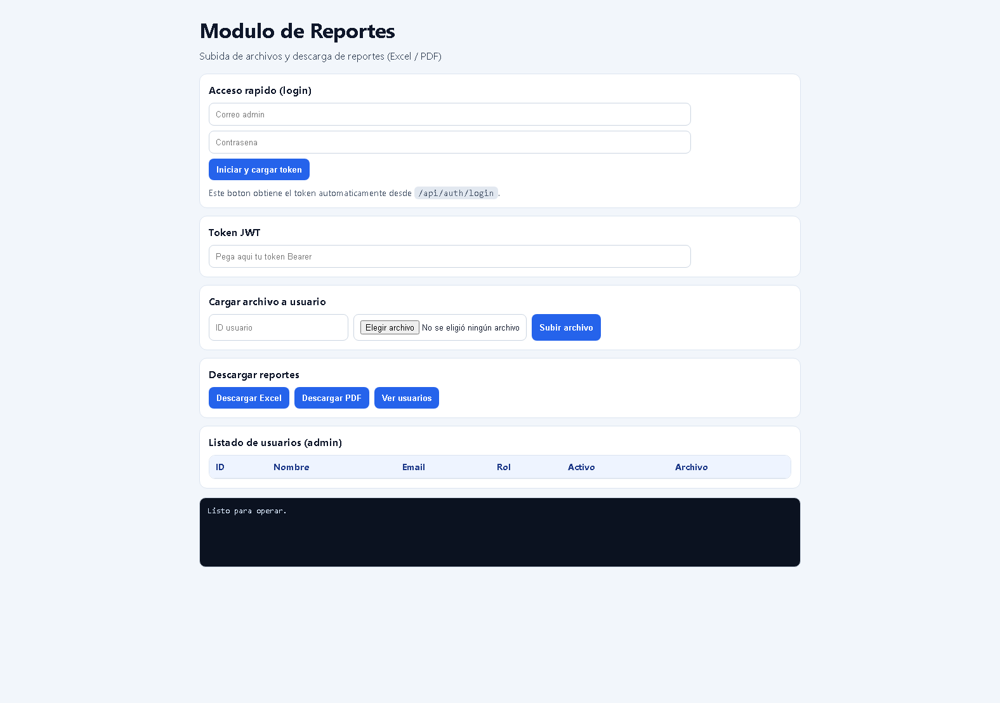 Modulo de Reportes
Subida de archivos y descarga de reportes (Excel / PDF)
Acceso rapido (login)
Correo admin
Contrasena
Iniciar y cargar token
Este boton obtiene el token automaticamente desde /api/auth/login.
Token JWT
Pega aqui tu token Bearer
Cargar archivo a usuario
ID usuario Elegir archivo No se eligió ningún archivo Subir archivo
Descargar reportes
Descargar Excel Descargar PDF Ver usuarios
Listado de usuarios (admin)
ID Nombre Email Rol Activo Archivo
Listo para operar.